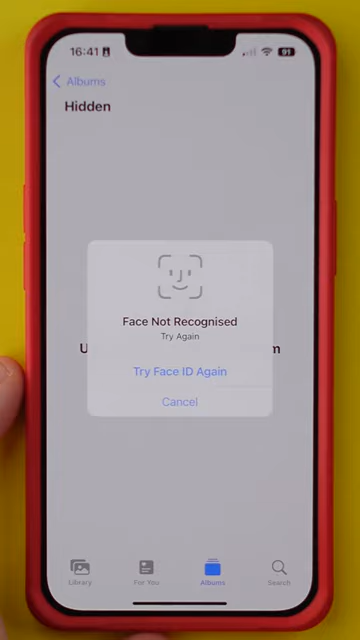 16:41
91
Albums
Hidden
Face Not Recognised
Try Again
Try Face ID Again
Cancel
Library
For You
Albums
Search